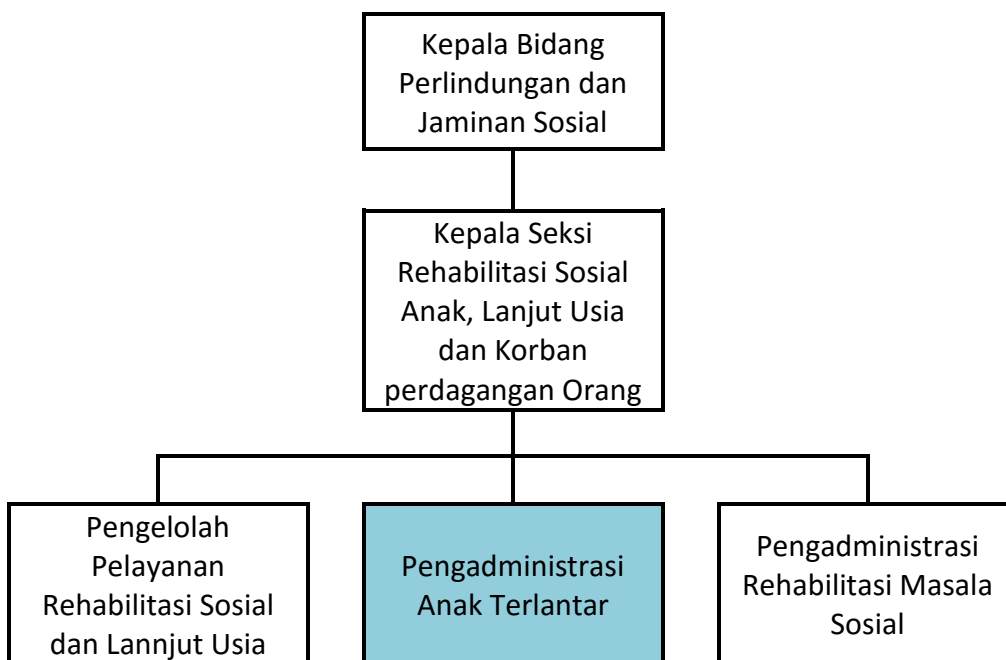 Kepala Bidang
Perlindungan dan
Jaminan Sosial
Kepala Seksi
Rehabilitasi Sosial
Anak, Lanjut Usia
dan Korban
perdagangan Orang
Pengelolah
Pelayanan
Rehabilitasi Sosial
dan Lannjut Usia
Pengadministrasi
Anak Terlantar
Pengadministrasi
Rehabilitasi Masala
Sosial